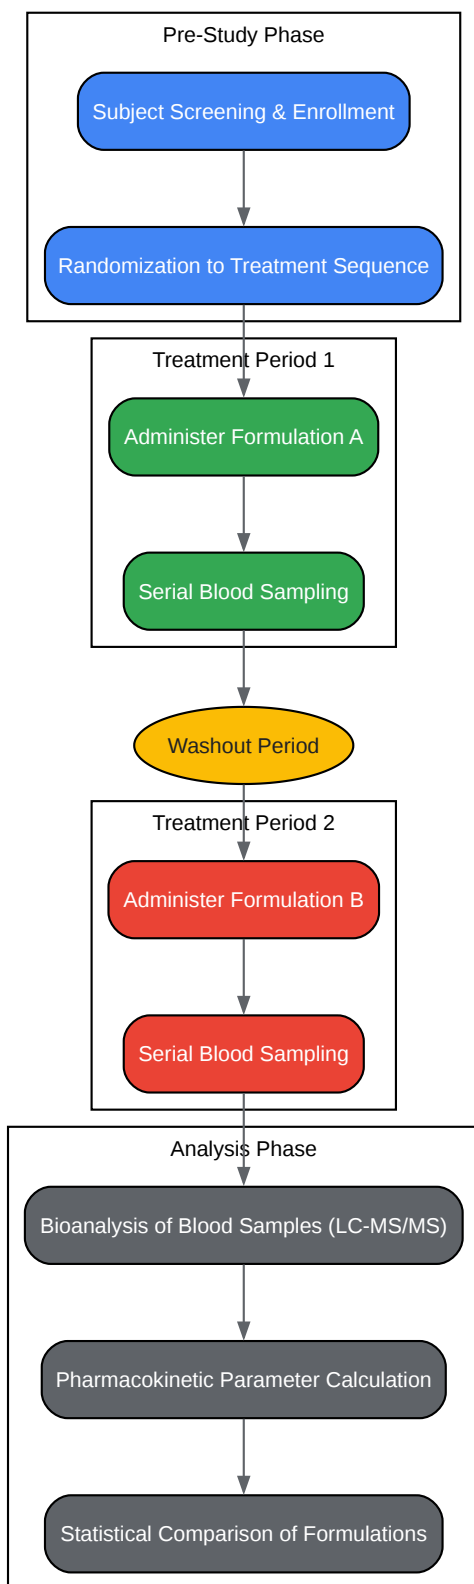 Pre-Study Phase
Subject Screening & Enrollment
Randomization to Treatment Sequence
Treatment Period 1
Administer Formulation A
Serial Blood Sampling
Washout Period
Treatment Period 2
Administer Formulation B
Serial Blood Sampling
Analysis Phase
Bioanalysis of Blood Samples (LC-MS/MS)
Pharmacokinetic Parameter Calculation
Statistical Comparison of Formulations